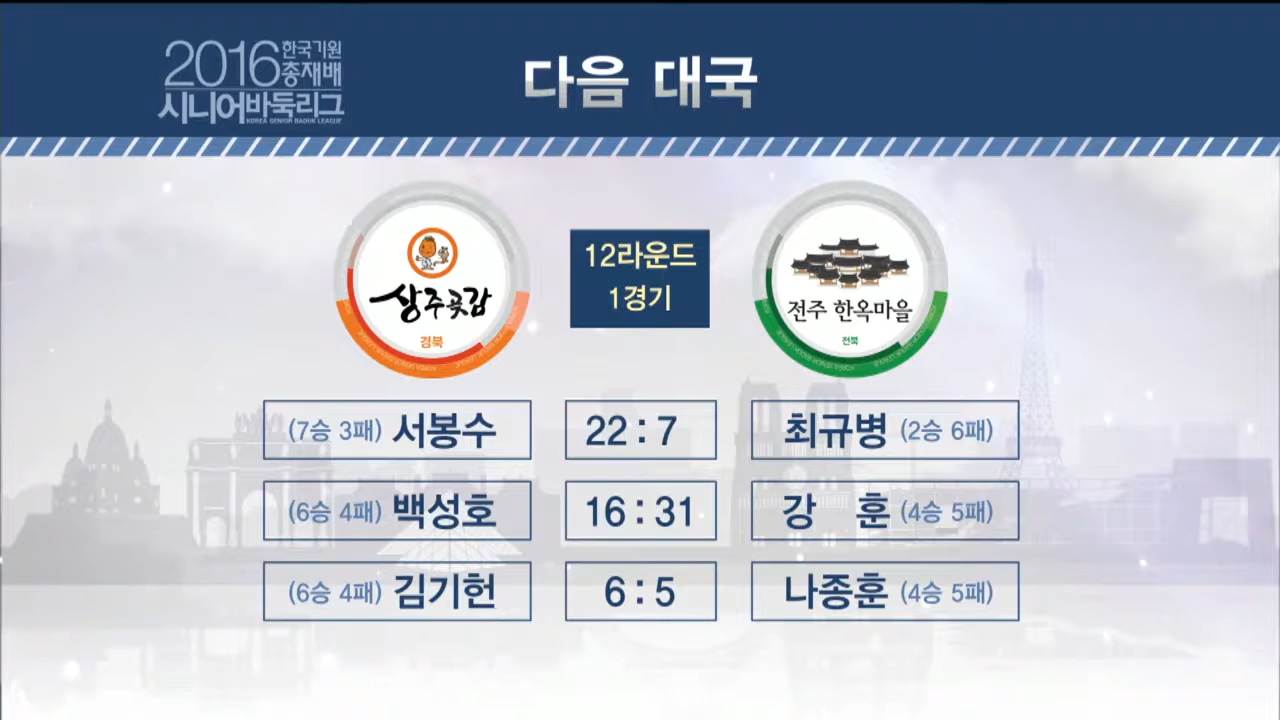 2016 한국기원
총재배
시니어바둑리그
KOREA SENIOR BADUK LEAGUE
다음 대국
상주곶감
경북
12라운드
1경기
전주 한옥마을
전북
(7승 3패) 서봉수 22 : 7 최규병 (2승 6패)
(6승 4패) 백성호 16 : 31 강 훈 (4승 5패)
(6승 4패) 김기헌 6 : 5 나종훈 (4승 5패)